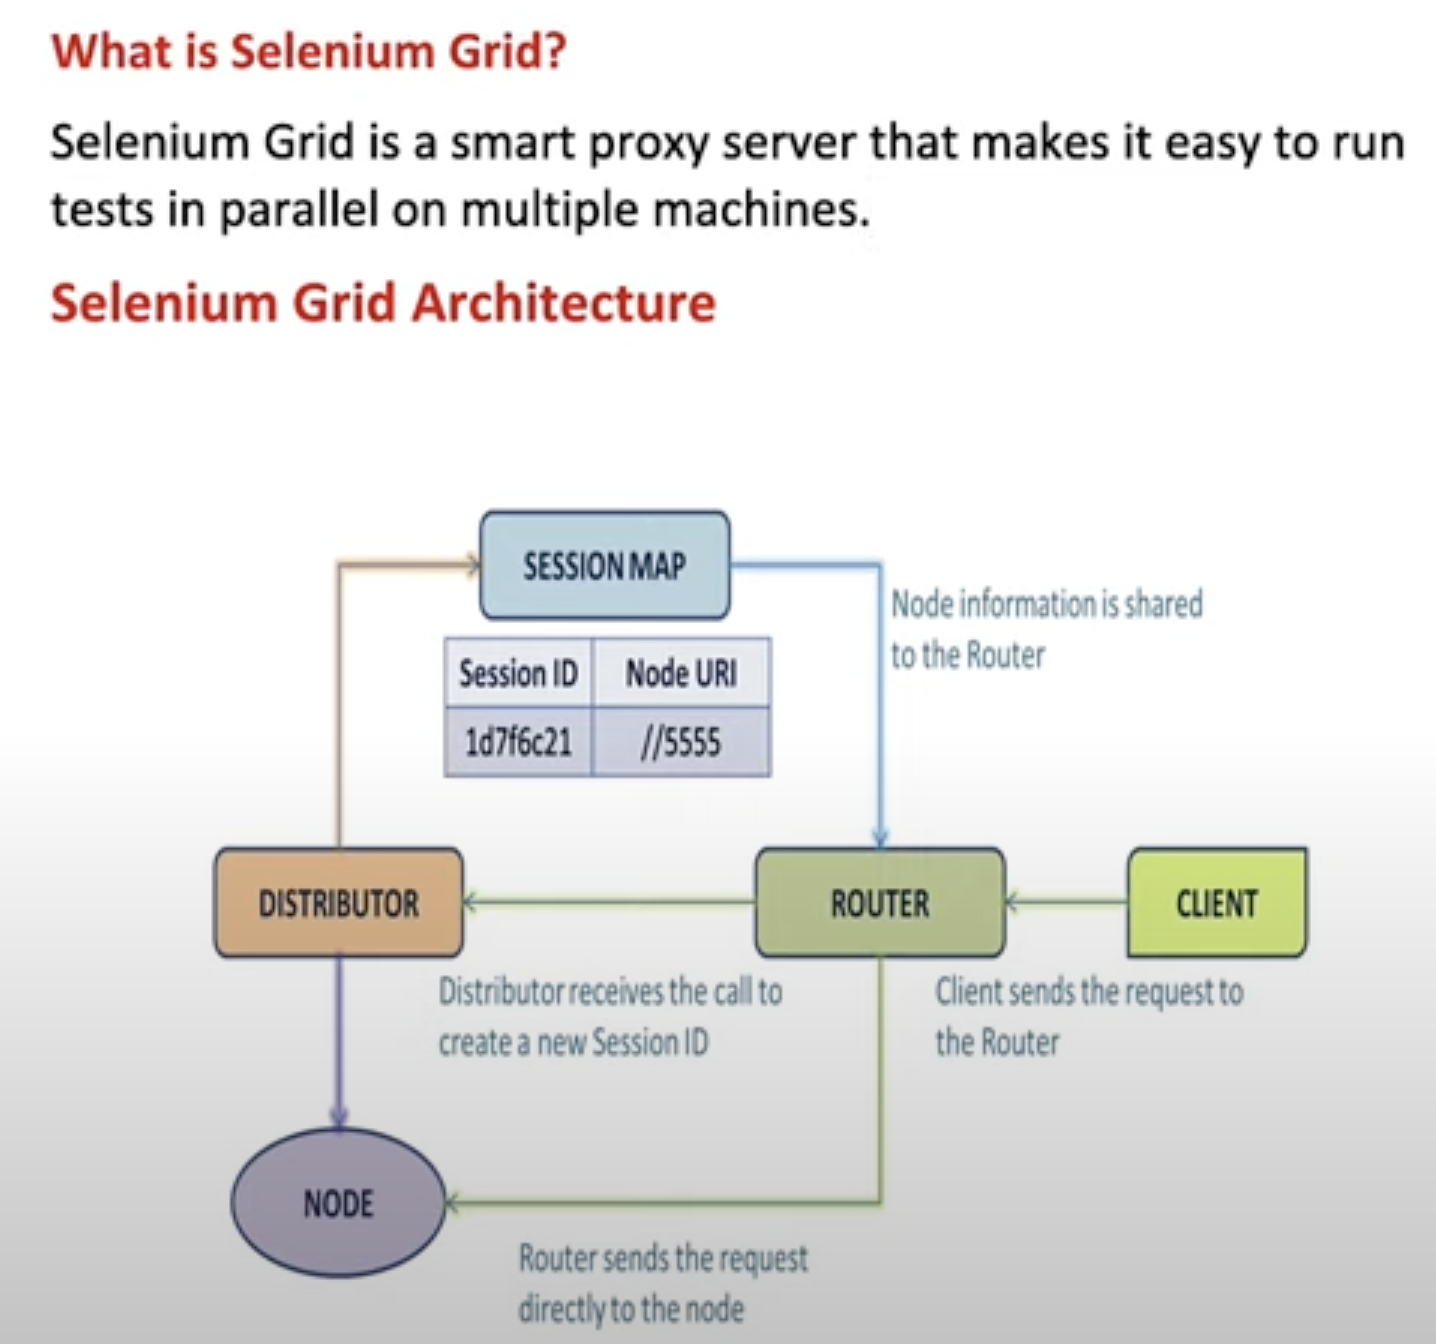 What is Selenium Grid?
Selenium Grid is a smart proxy server that makes it easy to run
tests in parallel on multiple machines.
Selenium Grid Architecture
SESSION MAP
Node information is shared
to the Router
Session ID Node URI
1d7f6c21 //5555
DISTRIBUTOR
ROUTER
CLIENT
Distributor receives the call to
create a new Session ID
Client sends the request to
the Router
NODE
Router sends the request
directly to the node